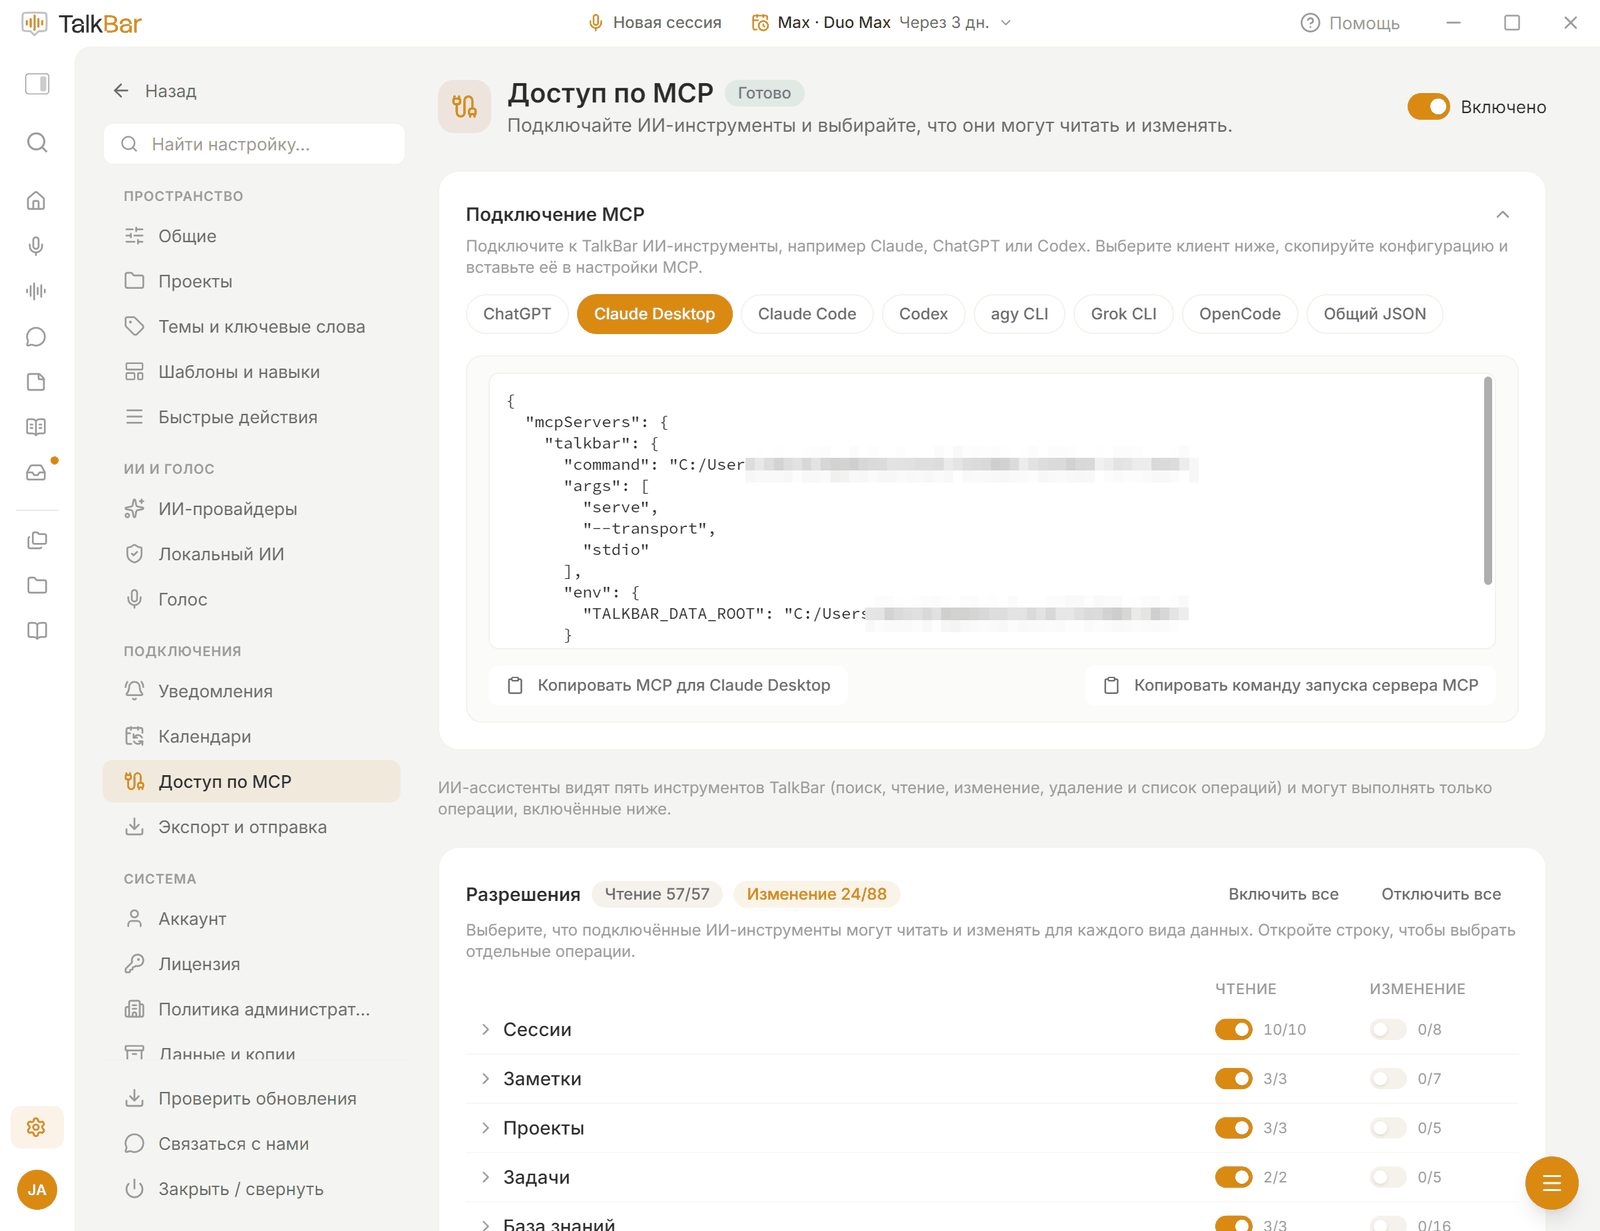 TalkBar
Новая сессия
Max · Duo Max Через 3 дн.
Помощь
Назад
Найти настройку...
ПРОСТРАНСТВО
Общие
Проекты
Темы и ключевые слова
Шаблоны и навыки
Быстрые действия
ИИ И ГОЛОС
ИИ-провайдеры
Локальный ИИ
Голос
ПОДКЛЮЧЕНИЯ
Уведомления
Календари
Доступ по MCP
Экспорт и отправка
СИСТЕМА
Аккаунт
Лицензия
Политика администрат...
Данные и копии
Проверить обновления
Связаться с нами
Закрыть / свернуть
JA
Доступ по MCP Готово
Подключайте ИИ-инструменты и выбирайте, что они могут читать и изменять.
Включено
Подключение MCP
Подключите к TalkBar ИИ-инструменты, например Claude, ChatGPT или Codex. Выберите клиент ниже, скопируйте конфигурацию и
вставьте её в настройки MCP.
ChatGPT Claude Desktop Claude Code Codex agy CLI Grok CLI OpenCode Общий JSON
{
"mcpServers": {
"talkbar": {
"command": "C:/User
"args": [
"serve",
"--transport",
"stdio"
],
"env": {
"TALKBAR_DATA_ROOT": "C:/Users
}
Копировать MCP для Claude Desktop
Копировать команду запуска сервера MCP
ИИ-ассистенты видят пять инструментов TalkBar (поиск, чтение, изменение, удаление и список операций) и могут выполнять только
операции, включённые ниже.
Разрешения Чтение 57/57 Изменение 24/88 Включить все Отключить все
Выберите, что подключённые ИИ-инструменты могут читать и изменять для каждого вида данных. Откройте строку, чтобы выбрать
отдельные операции.
ЧТЕНИЕ ИЗМЕНЕНИЕ
Сессии 10/10 0/8
Заметки 3/3 0/7
Проекты 3/3 0/5
Задачи 2/2 0/5
База знаний 3/3 0/16